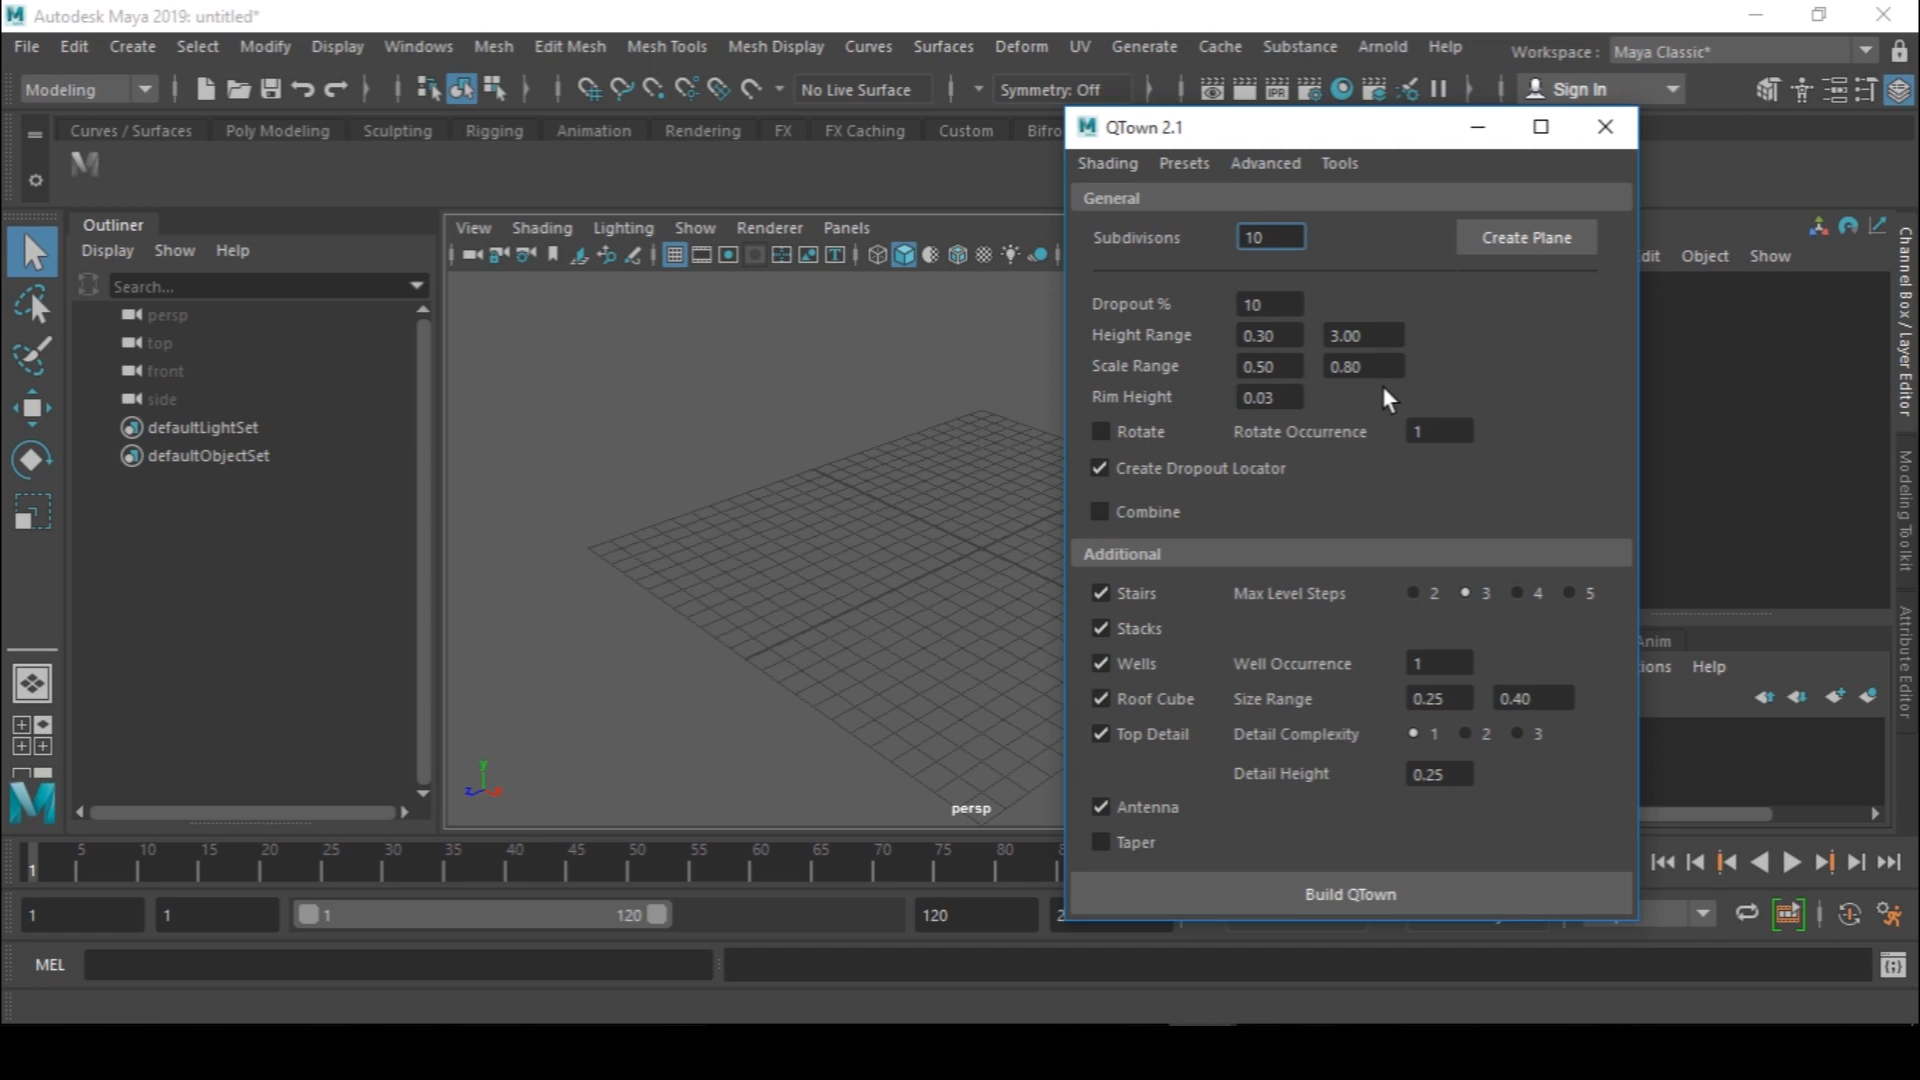 Autodesk Maya 2019: untitled*
File Edit Create Select Modify Display Windows Mesh Edit Mesh Mesh Tools Mesh Display Curves Surfaces Deform UV Generate Cache Substance Arnold Help Workspace : Maya Classic*
Modeling No Live Surface Symmetry: Off Sign In
Curves / Surfaces Poly Modeling Sculpting Rigging Animation Rendering FX FX Caching Custom Bifro
Outliner
Display Show Help
Search...
persp
top
front
side
defaultLightSet
defaultObjectSet
View Shading Lighting Show Renderer Panels
persp
y
z
x
QTown 2.1
Shading Presets Advanced Tools
General
Subdivisons 10 Create Plane
Dropout % 10
Height Range 0.30 3.00
Scale Range 0.50 0.80
Rim Height 0.03
Rotate Rotate Occurrence 1
Create Dropout Locator
Combine
Additional
Stairs Max Level Steps 2 3 4 5
Stacks
Wells Well Occurrence 1
Roof Cube Size Range 0.25 0.40
Top Detail Detail Complexity 1 2 3
Detail Height 0.25
Antenna
Taper
Build QTown
dit Object Show
Anim
ions Help
Channel Box / Layer Editor
Modeling Toolkit
Attribute Editor
1 5 10 15 20 25 30 35 40 45 50 55 60 65 70 75 80 8
1 1 1 120 120 2
MEL
IPR